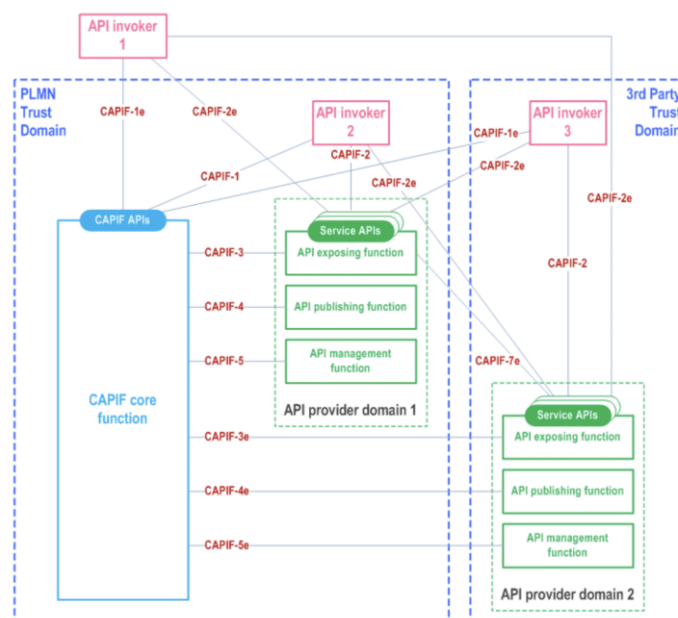 API invoker
1
PLMN
Trust
Domain
3rd Party
Trust
Domain
CAPIF-1e
CAPIF-2e
API invoker
2
API invoker
3
CAPIF-1e
CAPIF-2
CAPIF-2e
CAPIF-1
CAPIF-2e
CAPIF-2e
CAPIF APIs
Service APIs
CAPIF-3
API exposing function
CAPIF-2
CAPIF-4
API publishing function
CAPIF-5
API management
function
CAPIF-7e
CAPIF core
function
API provider domain 1
Service APIs
CAPIF-3e
API exposing function
CAPIF-4e
API publishing function
CAPIF-5e
API management
function
API provider domain 2